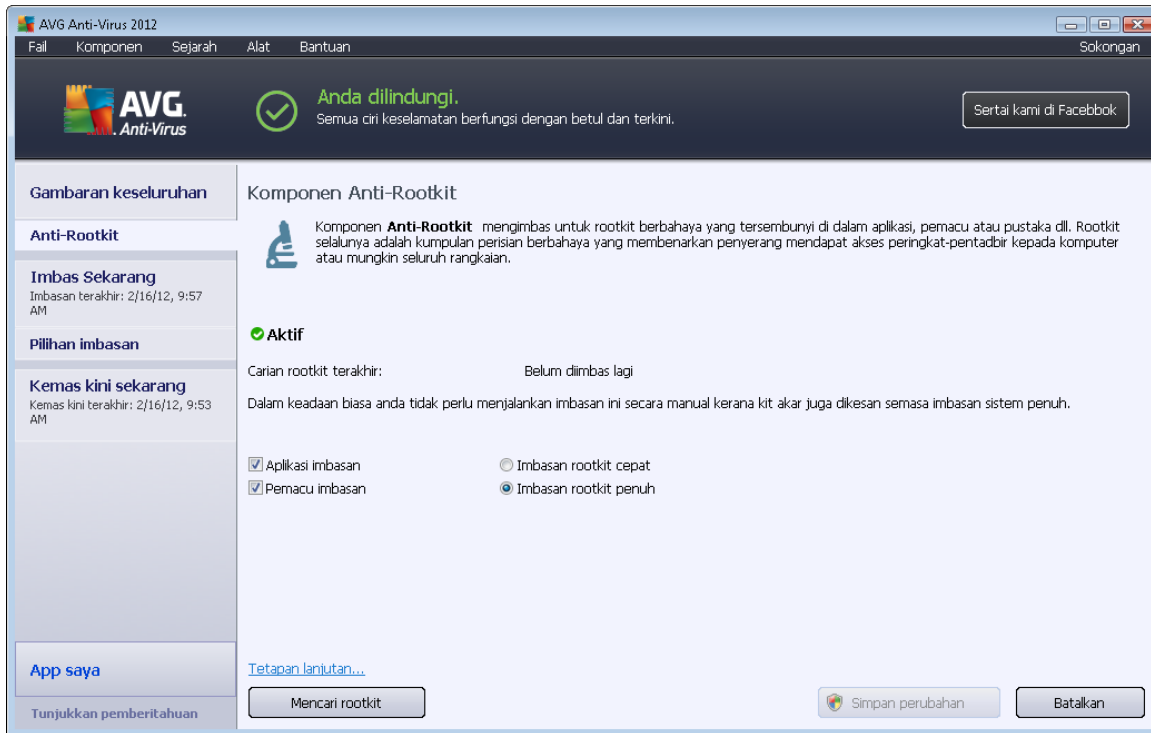 AVG Anti-Virus 2012
Fail Komponen Sejarah Alat Bantuan Sokongan
AVG.
Anti-Virus
Anda dilindungi.
Semua ciri keselamatan berfungsi dengan betul dan terkini.
Sertai kami di Facebbok
Gambaran keseluruhan
Anti-Rootkit
Imbas Sekarang
Imbasan terakhir: 2/16/12, 9:57
AM
Pilihan imbasan
Kemas kini sekarang
Kemas kini terakhir: 2/16/12, 9:53
AM
App saya
Tunjukkan pemberitahuan
Komponen Anti-Rootkit
Komponen Anti-Rootkit mengimbas untuk rootkit berbahaya yang tersembunyi di dalam aplikasi, pemacu atau pustaka dll. Rootkit
selalunya adalah kumpulan perisian berbahaya yang membenarkan penyerang mendapat akses peringkat-pentadbir kepada komputer
atau mungkin seluruh rangkaian.
Aktif
Carian rootkit terakhir: Belum diimbas lagi
Dalam keadaan biasa anda tidak perlu menjalankan imbasan ini secara manual kerana kit akar juga dikesan semasa imbasan sistem penuh.
Aplikasi imbasan Imbasan rootkit cepat
Pemacu imbasan Imbasan rootkit penuh
Tetapan lanjutan...
Mencari rootkit Simpan perubahan Batalkan